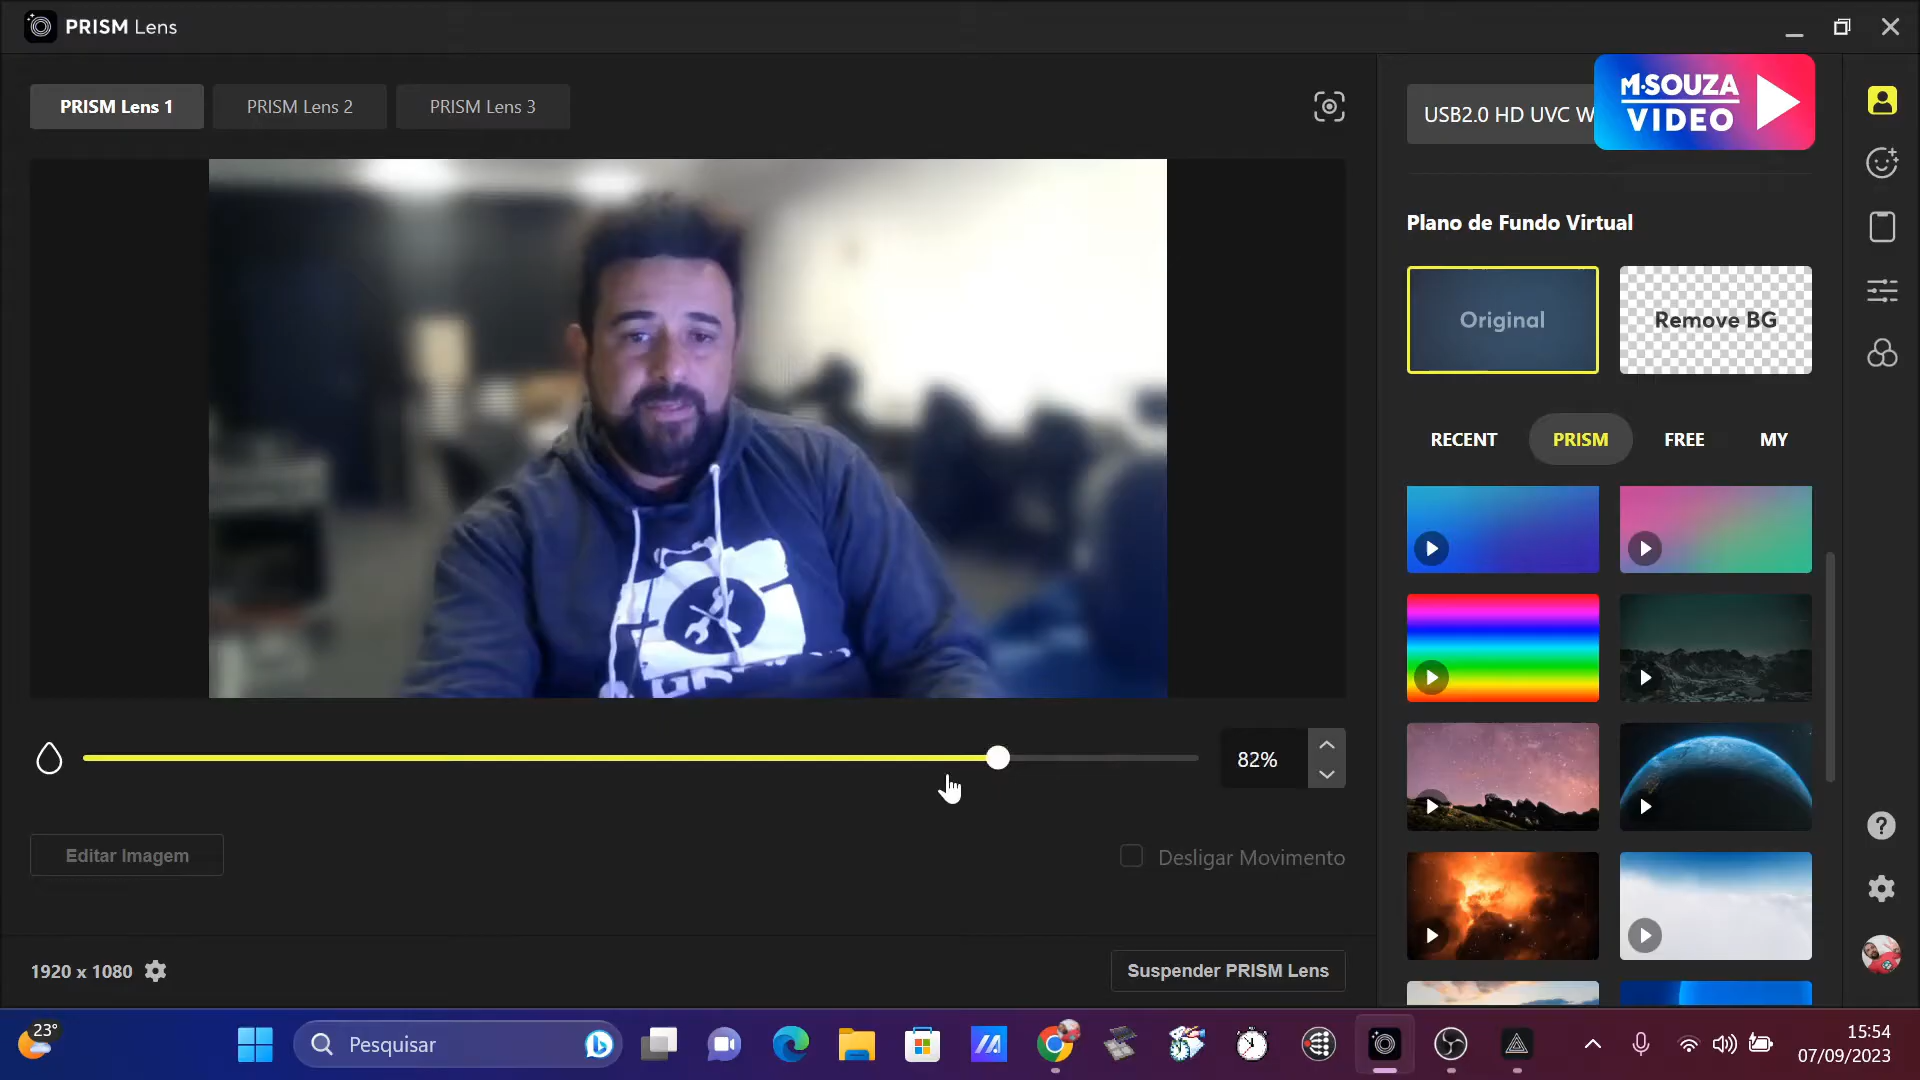 PRISM Lens
PRISM Lens 1
PRISM Lens 2
PRISM Lens 3
USB2.0 HD UVC W
M•SOUZA
VIDEO
Plano de Fundo Virtual
Original
Remove BG
RECENT
PRISM
FREE
MY
82%
Editar Imagem
Desligar Movimento
1920 x 1080
Suspender PRISM Lens
23°
Pesquisar
15:54
07/09/2023